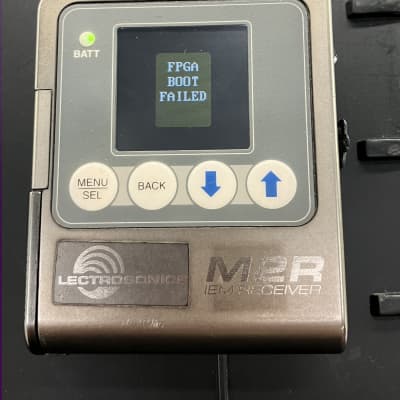 BATT
FPGA
BOOT
FAILED
MENU
SEL
BACK
LECTROSONICS
M2R
IEM RECEIVER